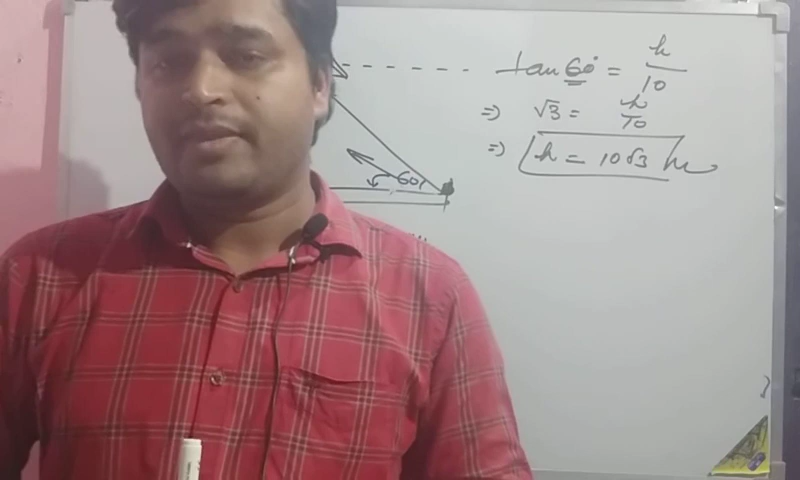 tan 60° = h/10
⇒ √3 = h/10
⇒ h = 10√3 m
60°